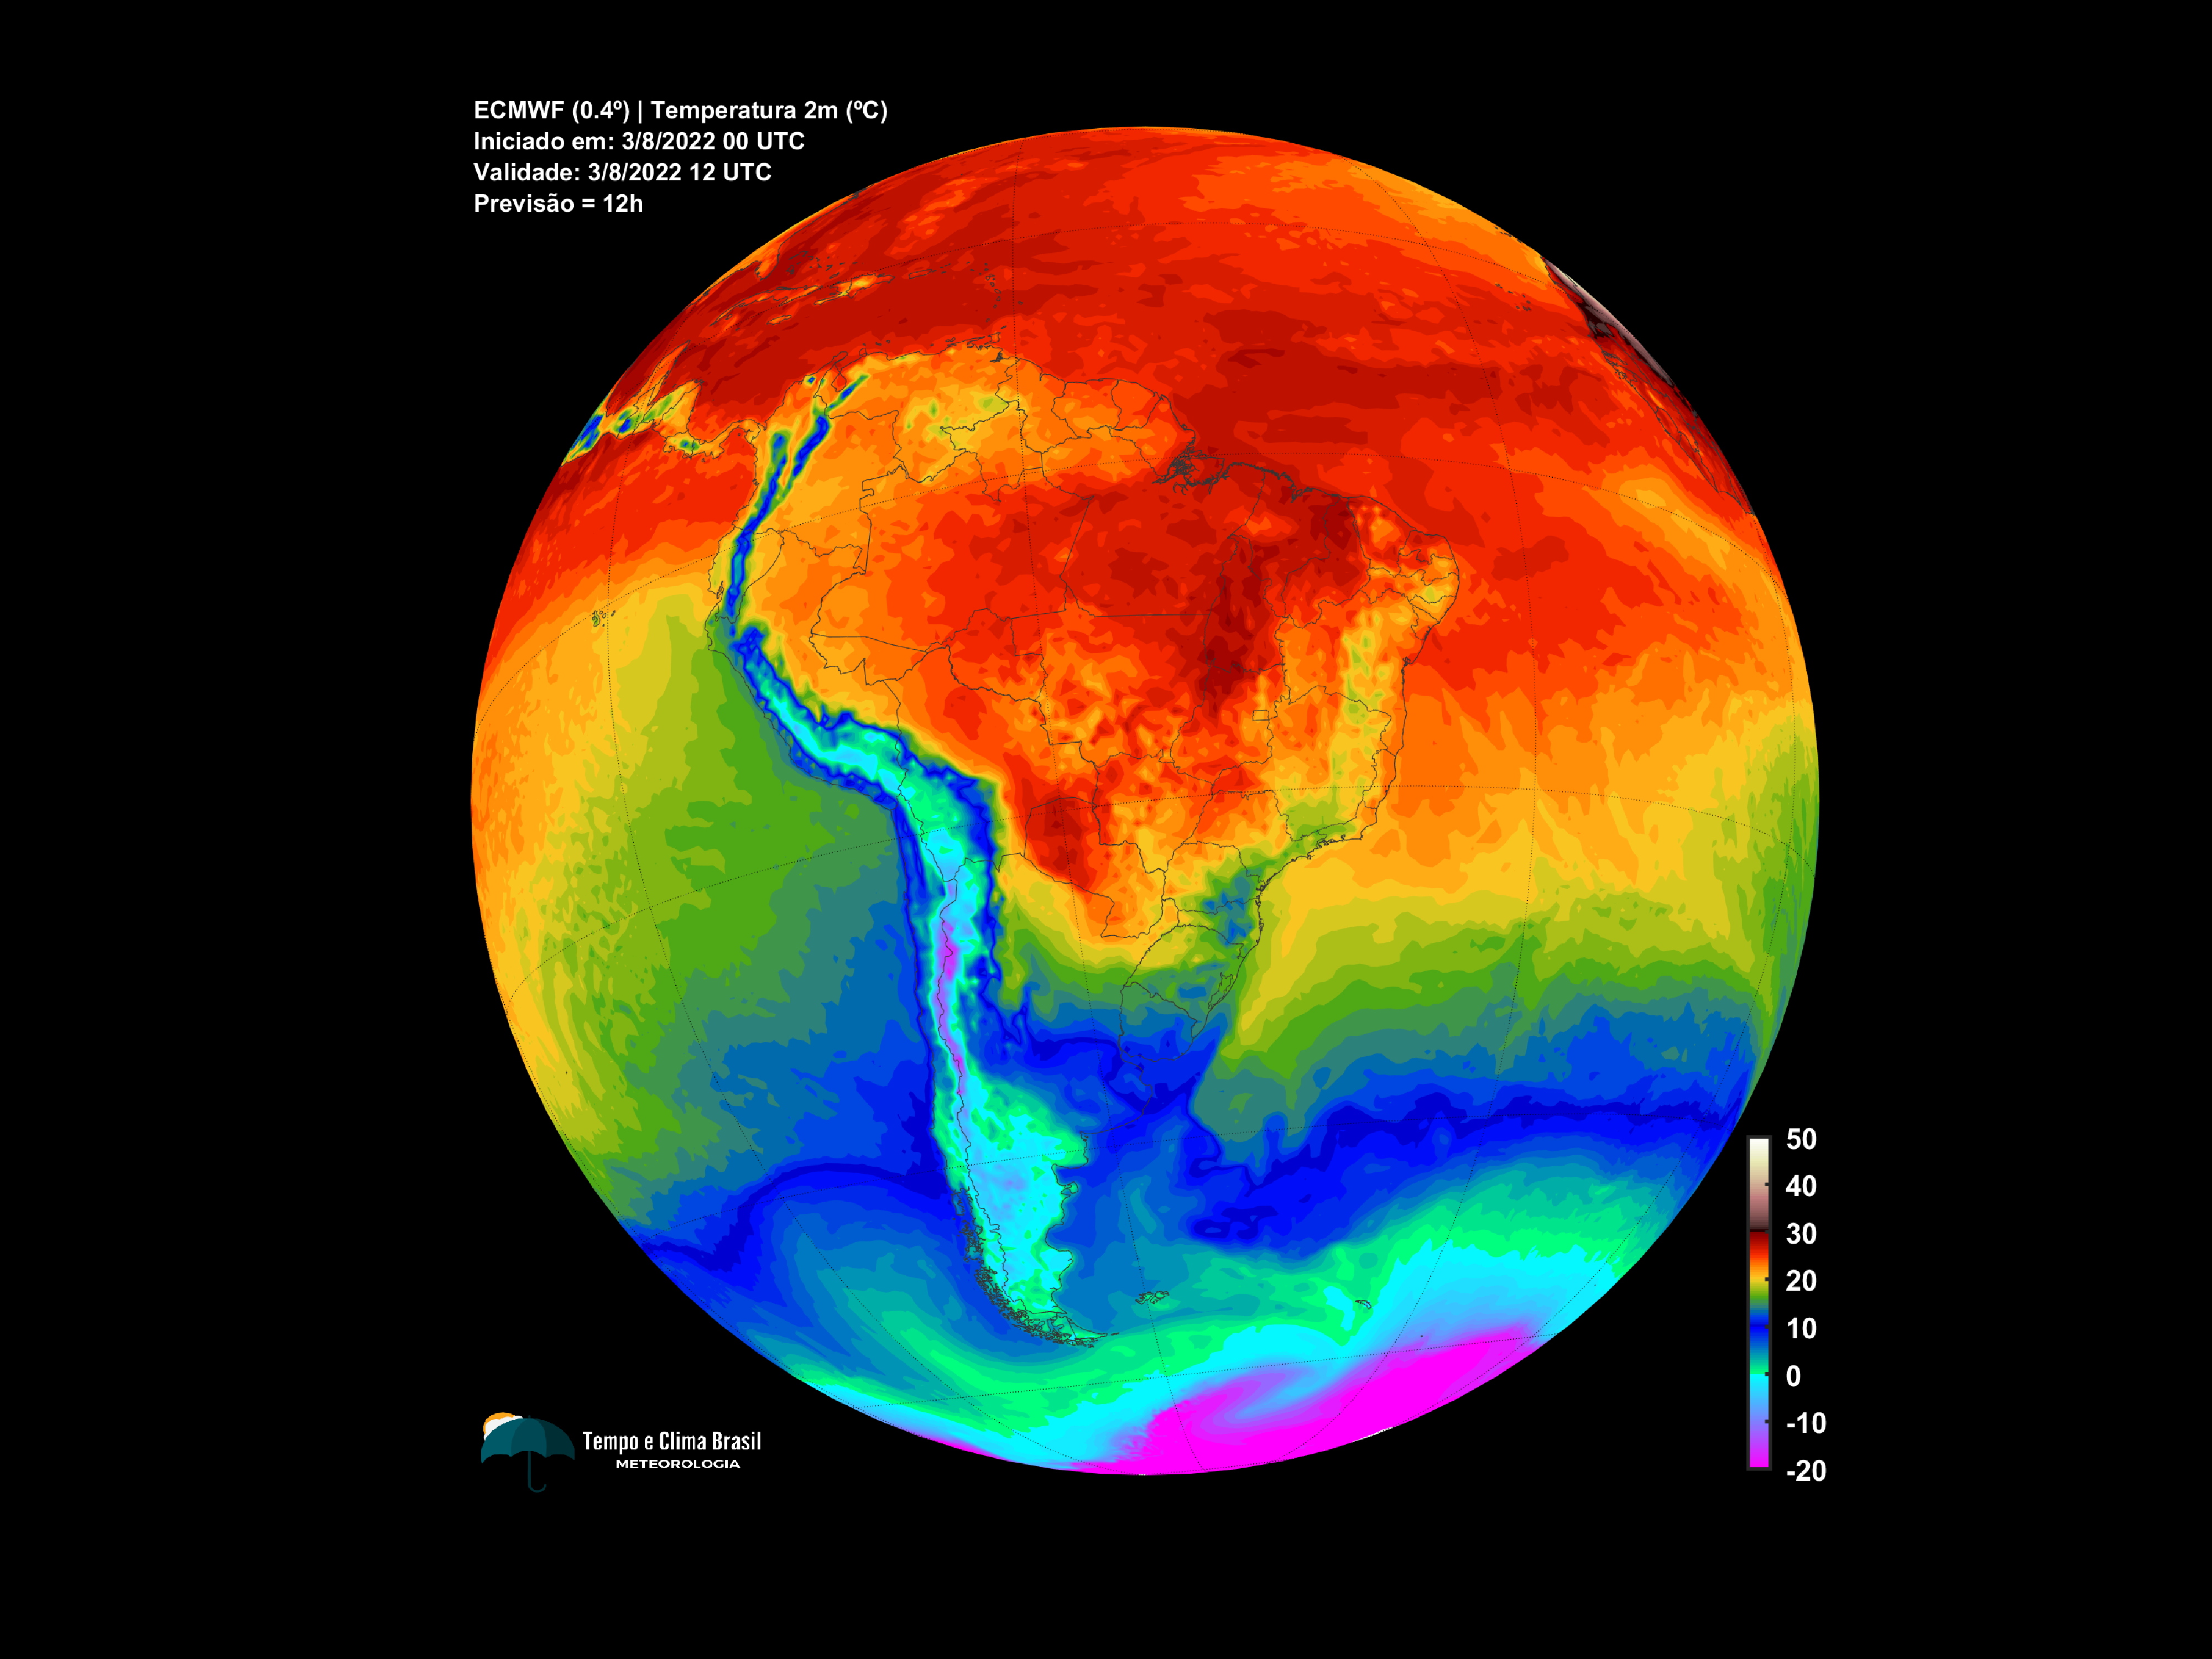 ECMWF (0.4º) | Temperatura 2m (ºC)
Iniciado em: 3/8/2022 00 UTC
Validade: 3/8/2022 12 UTC
Previsão = 12h
50
40
30
20
10
0
-10
-20
Tempo e Clima Brasil
METEOROLOGIA